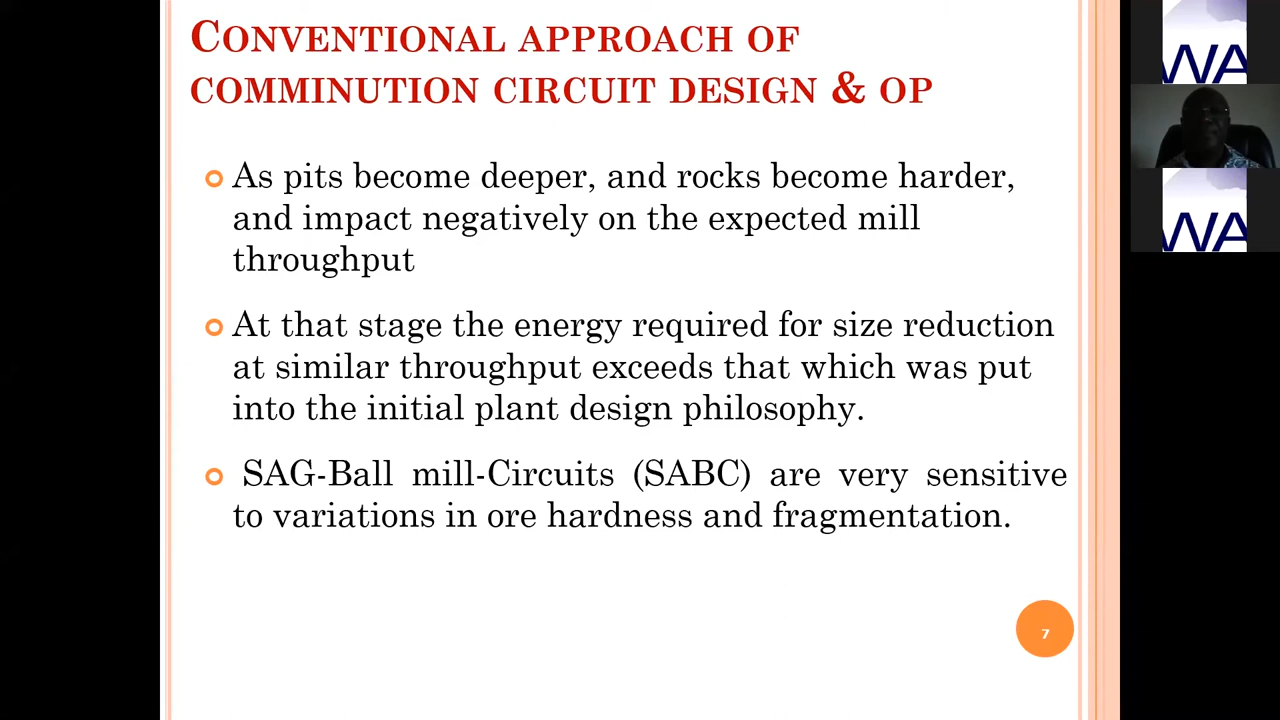 CONVENTIONAL APPROACH OF
COMMINUTION CIRCUIT DESIGN & OP
As pits become deeper, and rocks become harder,
and impact negatively on the expected mill
throughput
At that stage the energy required for size reduction
at similar throughput exceeds that which was put
into the initial plant design philosophy.
SAG-Ball mill-Circuits (SABC) are very sensitive
to variations in ore hardness and fragmentation.
7
WA
WA